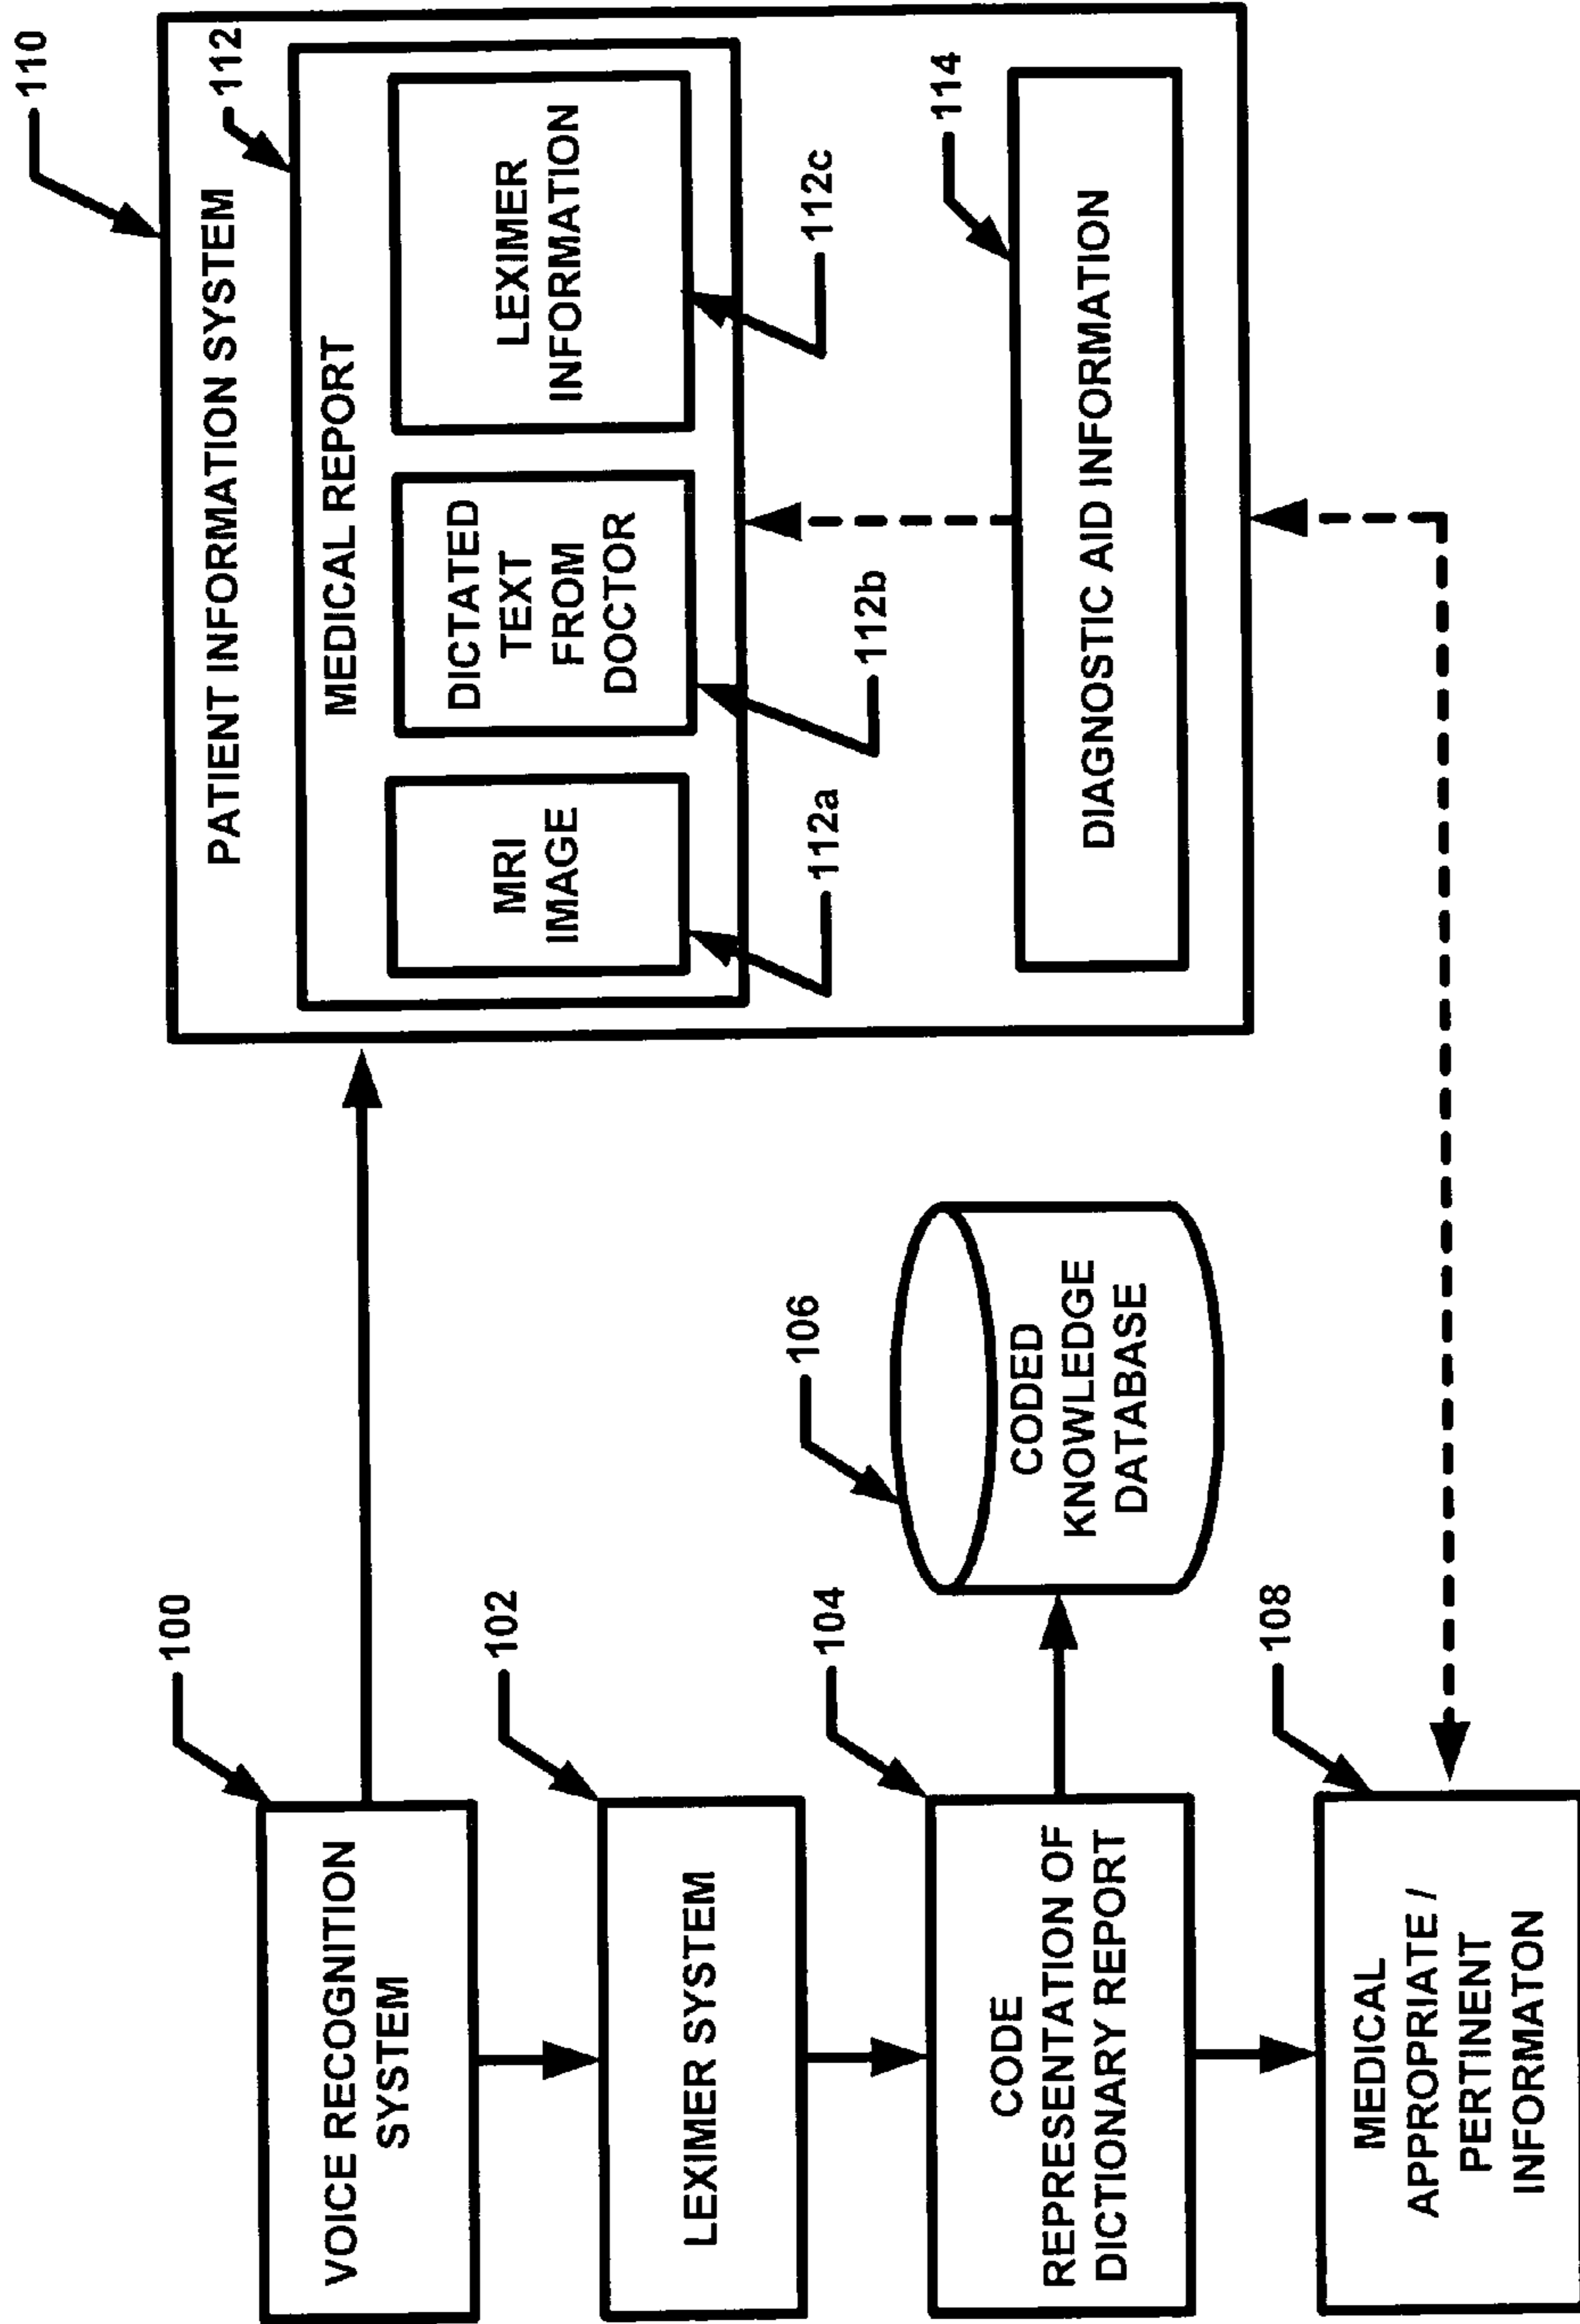 110
PATIENT INFORMATION SYSTEM
112
MEDICAL REPORT
MRI
IMAGE
112a
DICTATED
TEXT
FROM
DOCTOR
112b
LEXIMER
INFORMATION
112c
114
DIAGNOSTIC AID INFORMATION
100
VOICE RECOGNITION
SYSTEM
102
LEXIMER SYSTEM
104
CODE
REPRESENTATION OF
DICTIONARY REPORT
106
CODED
KNOWLEDGE
DATABASE
108
MEDICAL
APPROPRIATE /
PERTINENT
INFORMATON